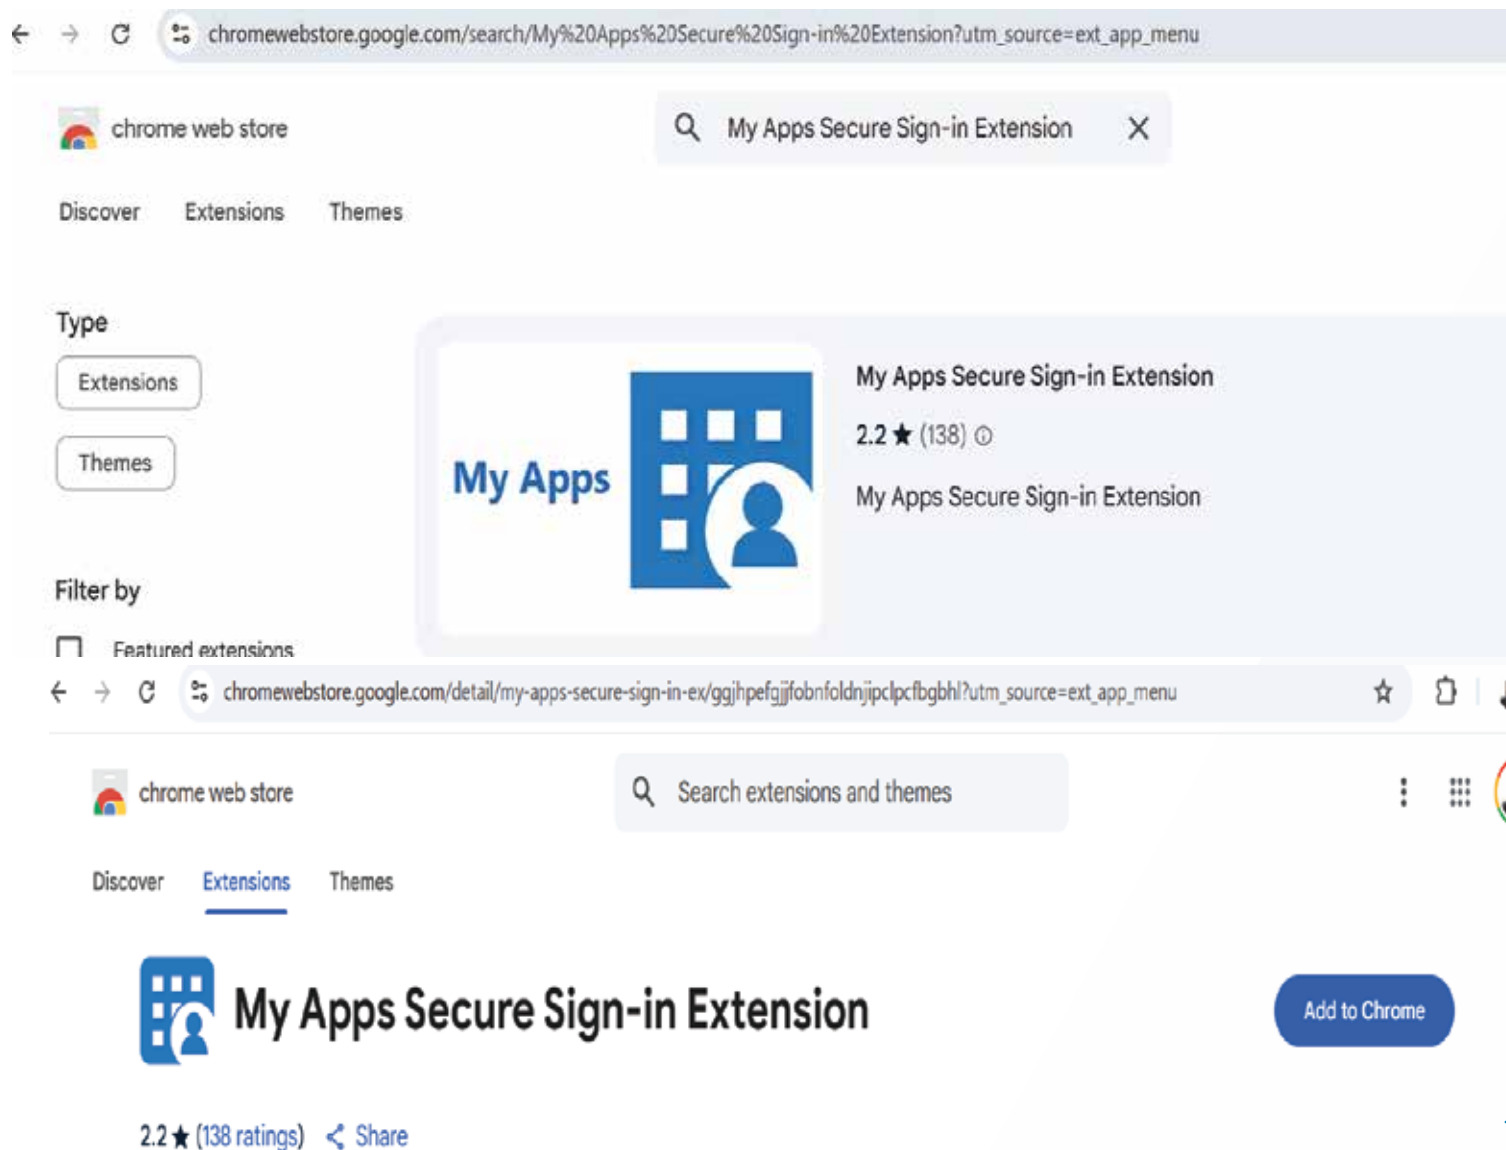 chromewebstore.google.com/search/My%20Apps%20Secure%20Sign-in%20Extension?utm_source=ext_app_menu
chrome web store
My Apps Secure Sign-in Extension
Discover Extensions Themes
Type
Extensions
Themes
My Apps
My Apps Secure Sign-in Extension
2.2★ (138)
My Apps Secure Sign-in Extension
Filter by
Featured extensions
chromewebstore.google.com/detail/my-apps-secure-sign-in-ex/ggjhpefgjjfobnfoldnjipclpcfbgbhl?utm_source=ext_app_menu
chrome web store
Search extensions and themes
Discover Extensions Themes
My Apps Secure Sign-in Extension
Add to Chrome
2.2★ (138 ratings) Share